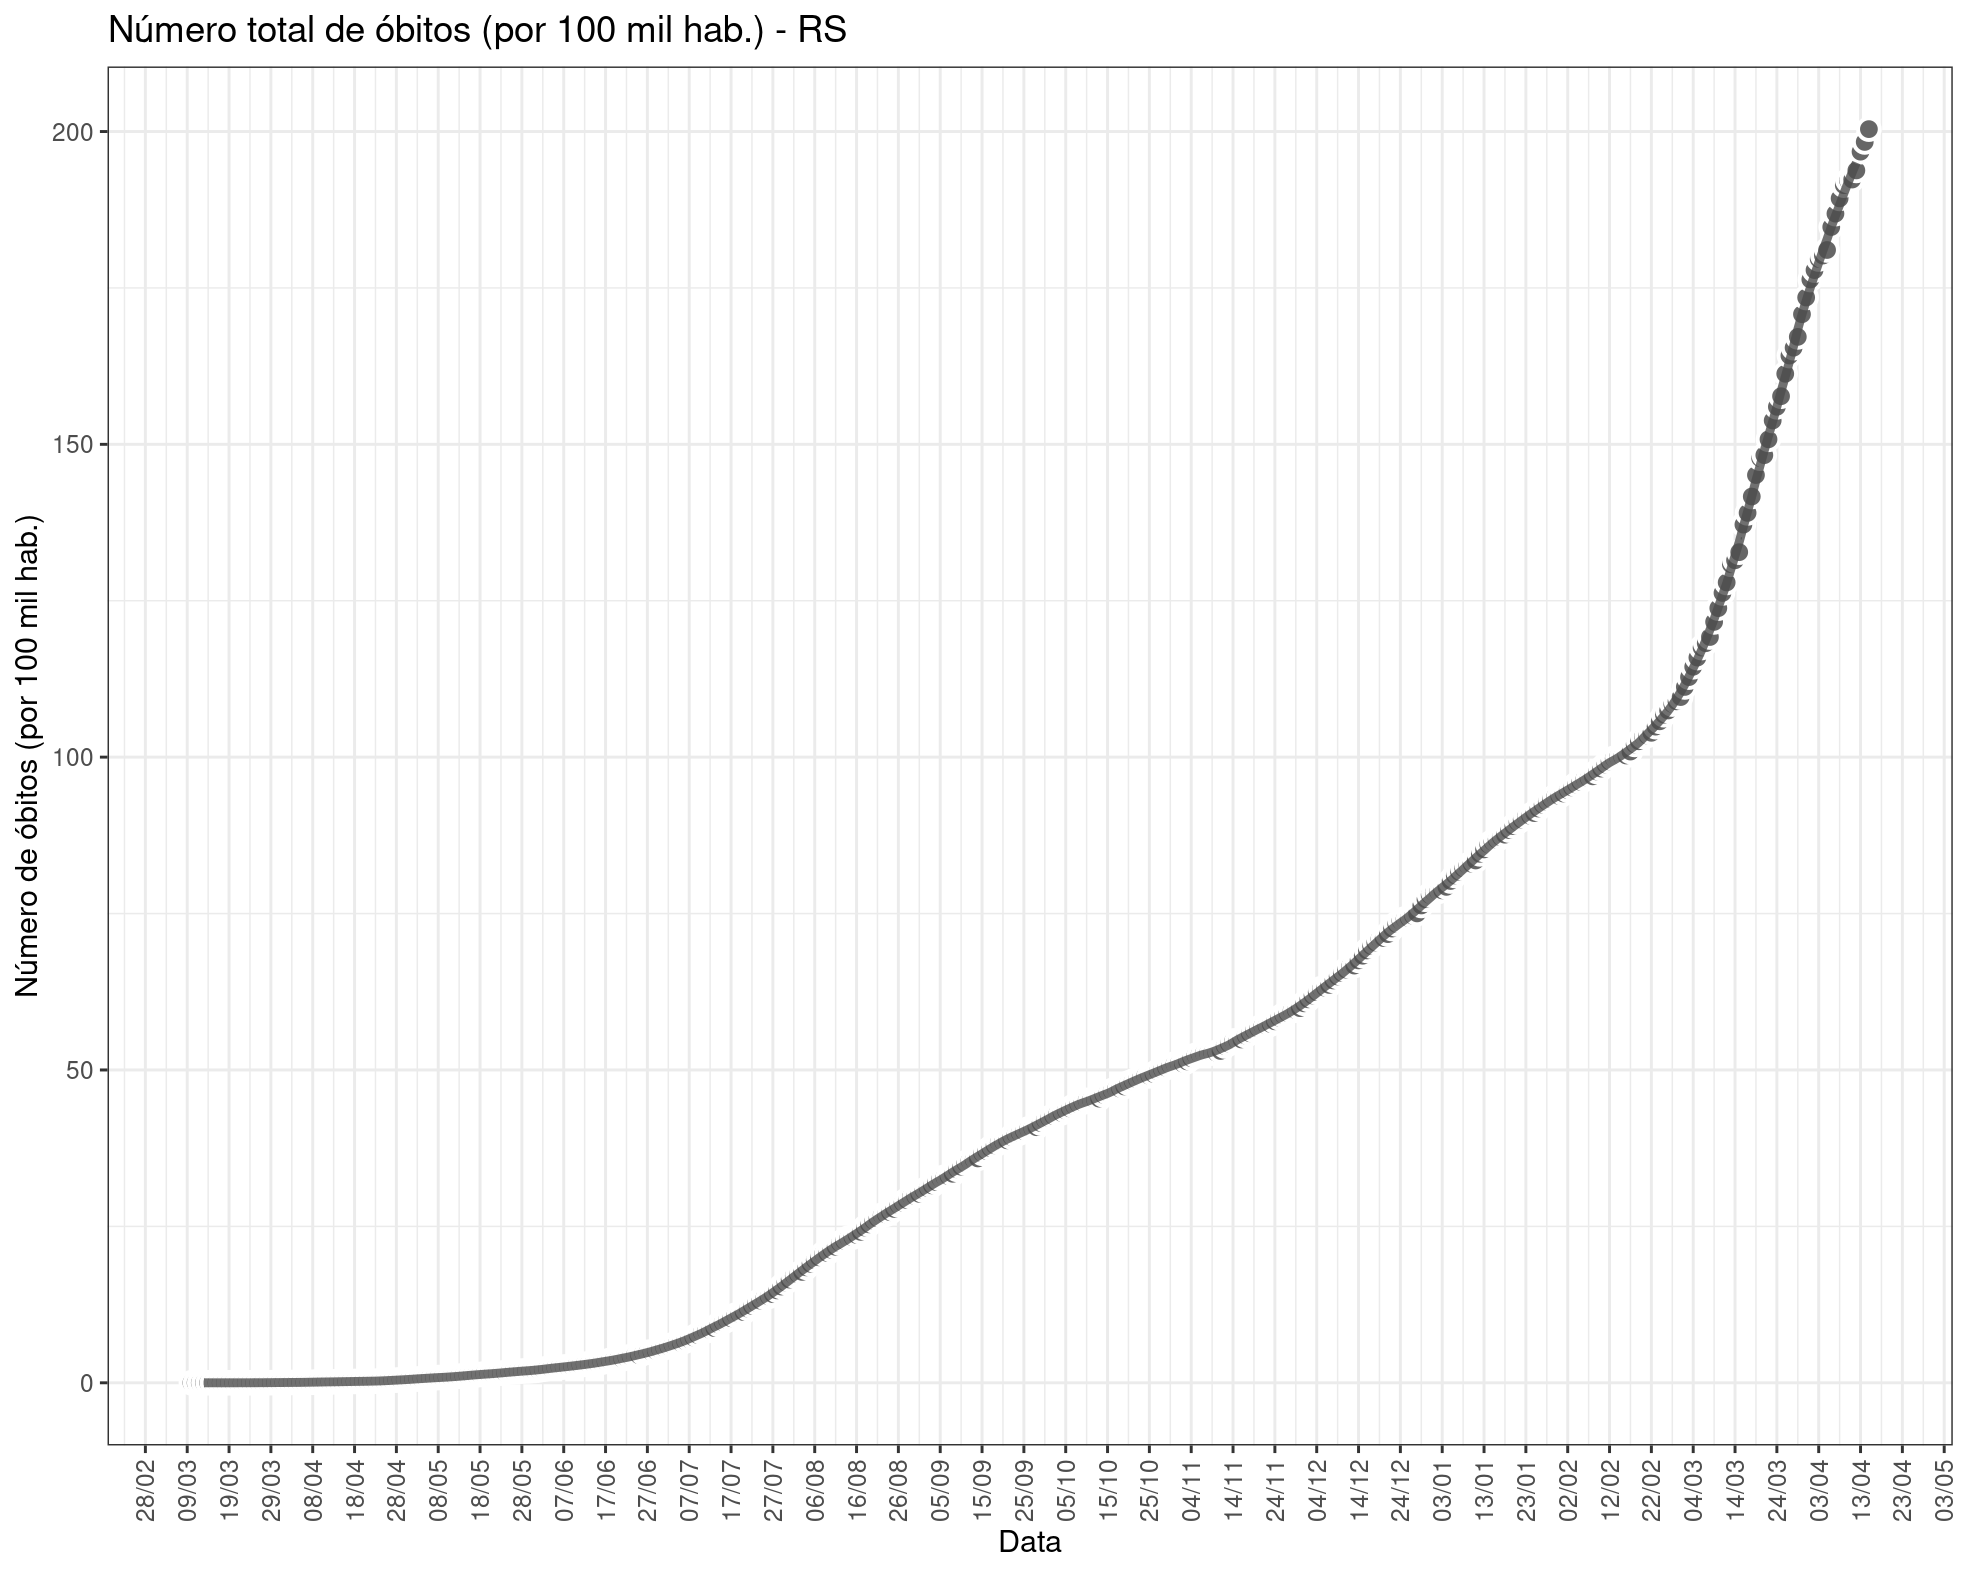 Número total de óbitos (por 100 mil hab.) - RS
Número de óbitos (por 100 mil hab.)
200
150
100
50
0
28/02 09/03 19/03 29/03 08/04 18/04 28/04 08/05 18/05 28/05 07/06 17/06 27/06 07/07 17/07 27/07 06/08 16/08 26/08 05/09 15/09 25/09 05/10 15/10 25/10 04/11 14/11 24/11 04/12 14/12 24/12 03/01 13/01 23/01 02/02 12/02 22/02 04/03 14/03 24/03 03/04 13/04 23/04 03/05
Data